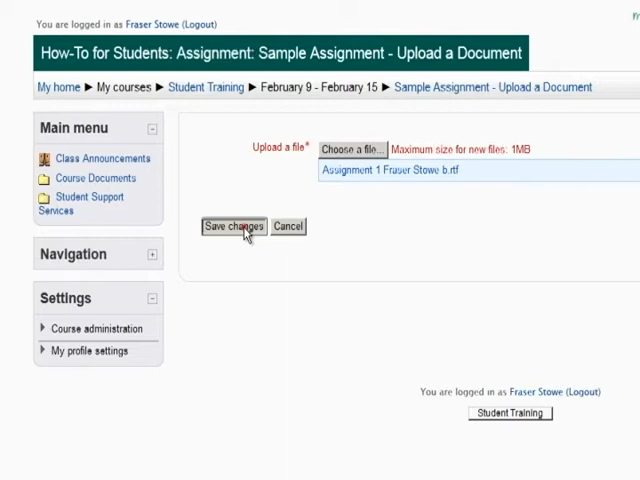 You are logged in as Fraser Stowe (Logout)
How-To for Students: Assignment: Sample Assignment - Upload a Document
My home ► My courses ► Student Training ► February 9 - February 15 ► Sample Assignment - Upload a Document
Main menu
Class Announcements
Course Documents
Student Support
Services
Navigation
Settings
Course administration
My profile settings
Upload a file* Choose a file... Maximum size for new files: 1MB
Assignment 1 Fraser Stowe b.rtf
Save changes Cancel
You are logged in as Fraser Stowe (Logout)
Student Training